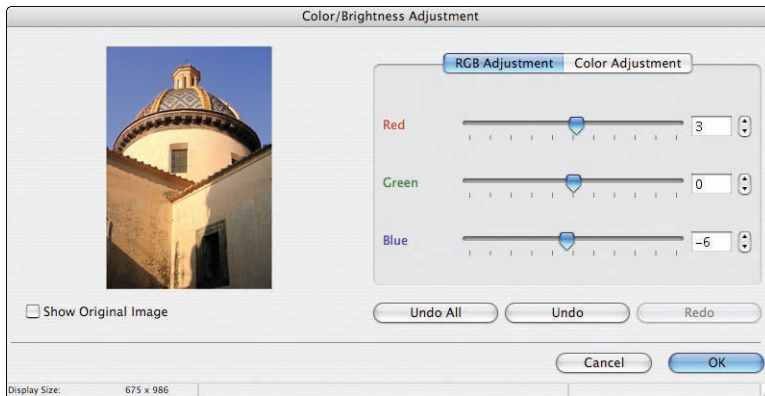 Color/Brightness Adjustment
RGB Adjustment Color Adjustment
Red 3
Green 0
Blue -6
Show Original Image
Undo All Undo Redo
Cancel OK
Display Size: 675 x 986